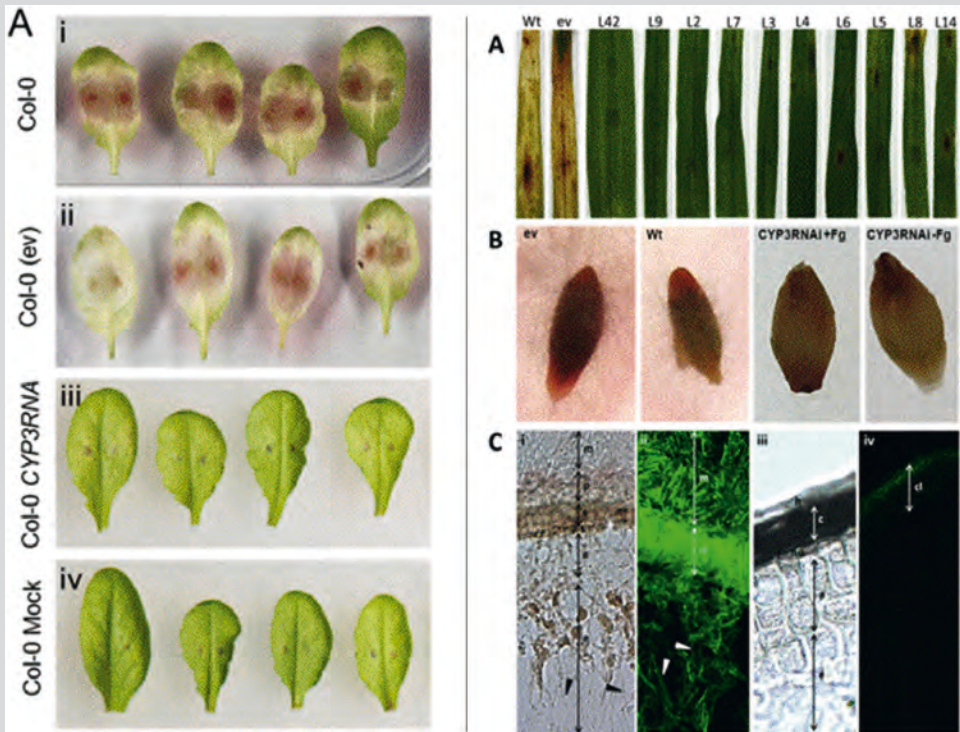 A
i
Col-0
ii
Col-0 (ev)
iii
Col-0 CYP3RNA
iv
Col-0 Mock
A
Wt ev L42 L9 L2 L7 L3 L4 L6 L5 L8 L14
B
ev Wt CYP3RNAi+Fg CYP3RNAi-Fg
C
i ii iii iv
m
m
h
c
cl